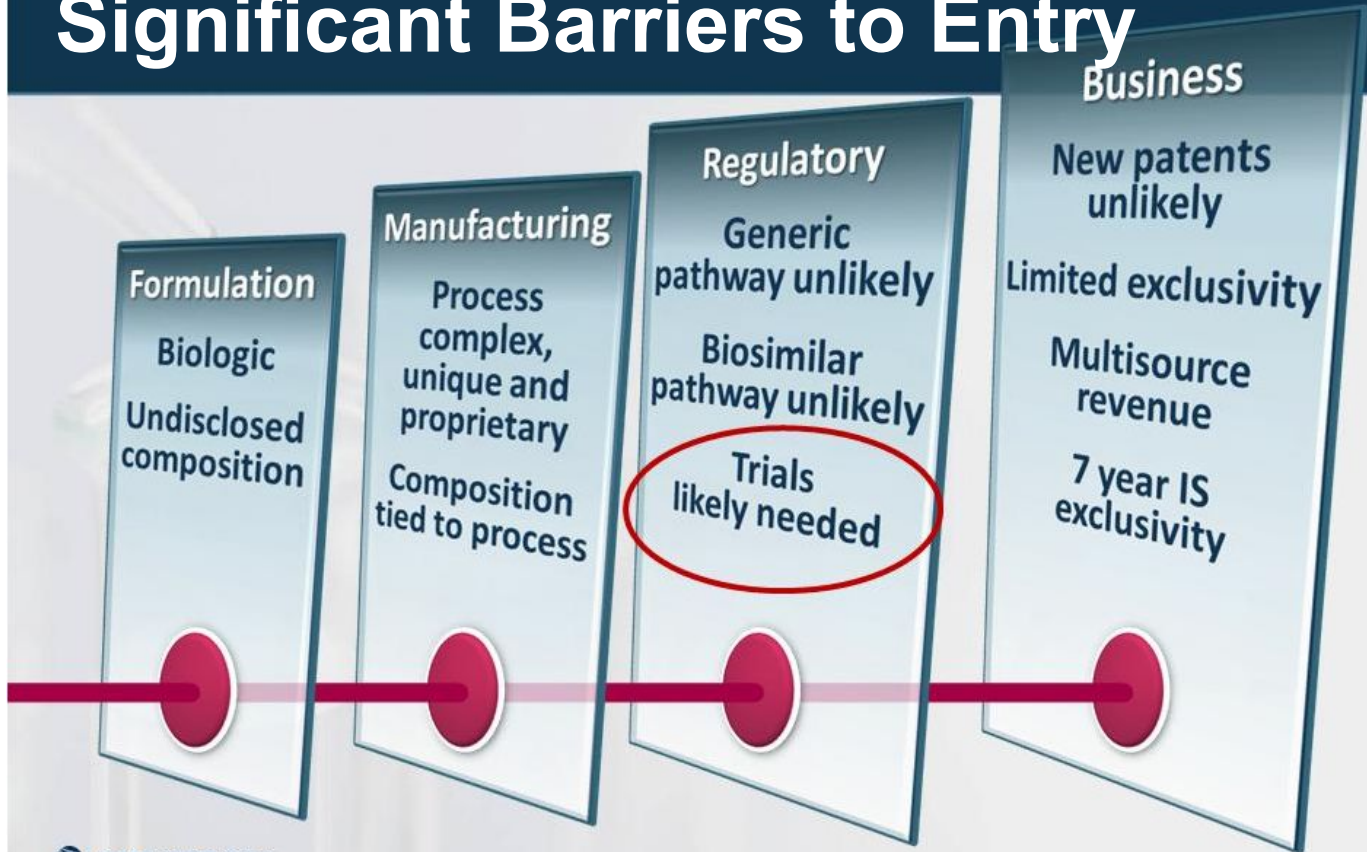 Significant Barriers to Entry
Formulation
Biologic
Undisclosed
composition
Manufacturing
Process
complex,
unique and
proprietary
Composition
tied to process
Regulatory
Generic
pathway unlikely
Biosimilar
pathway unlikely
Trials
likely needed
Business
New patents
unlikely
Limited exclusivity
Multisource
revenue
7 year IS
exclusivity